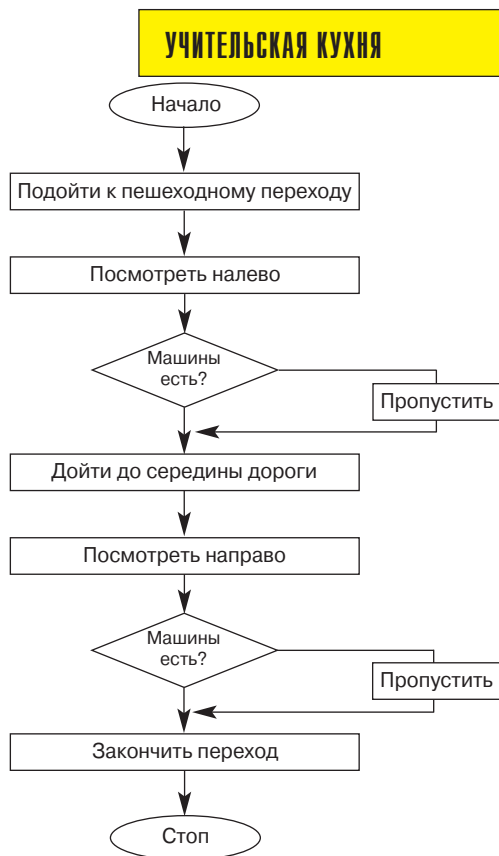 УЧИТЕЛЬСКАЯ КУХНЯ
Начало
Подойти к пешеходному переходу
Посмотреть налево
Машины
есть?
Пропустить
Дойти до середины дороги
Посмотреть направо
Машины
есть?
Пропустить
Закончить переход
Стоп